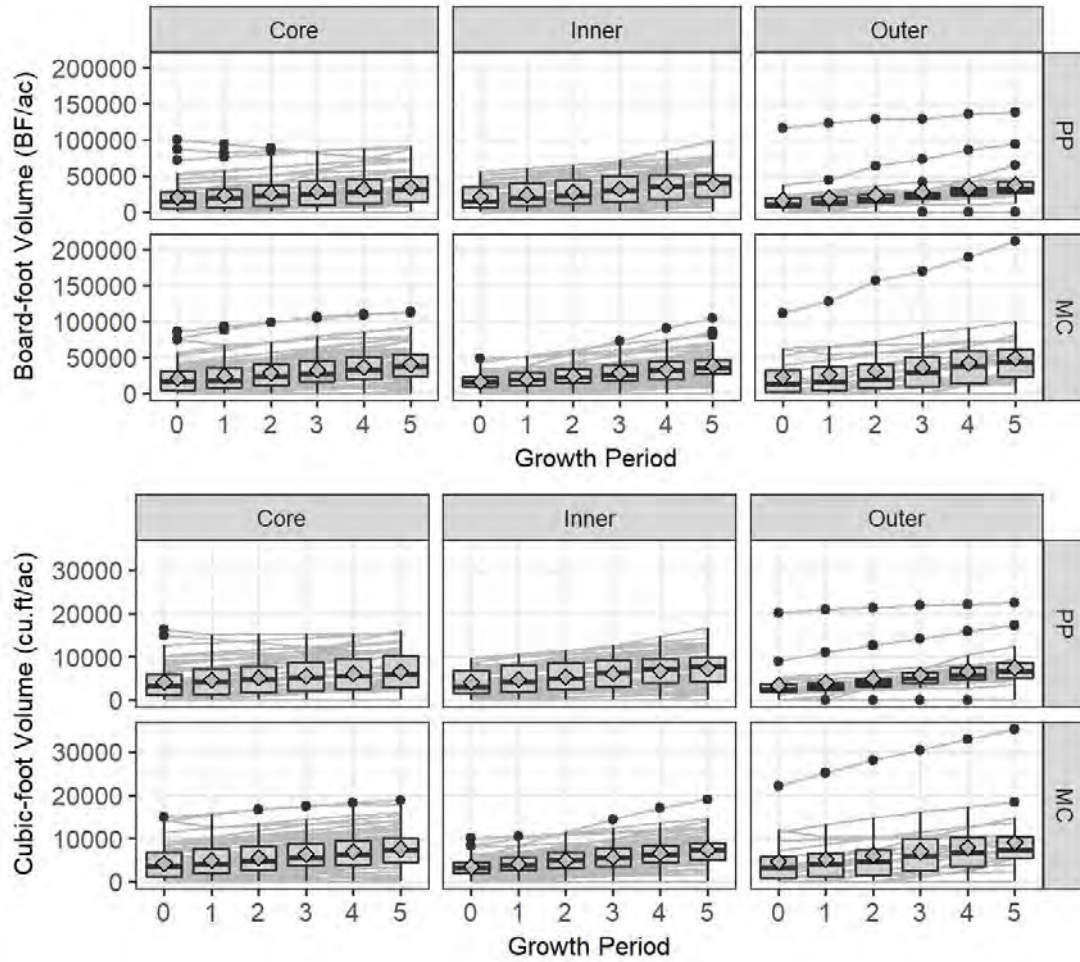 Core Inner Outer
Board-foot Volume (BF/ac)
200000
150000
100000
50000
0
PP
200000
150000
100000
50000
0
MC
0 1 2 3 4 5 0 1 2 3 4 5 0 1 2 3 4 5
Growth Period
Core Inner Outer
Cubic-foot Volume (cu.ft/ac)
30000
20000
10000
0
PP
30000
20000
10000
0
MC
0 1 2 3 4 5 0 1 2 3 4 5 0 1 2 3 4 5
Growth Period